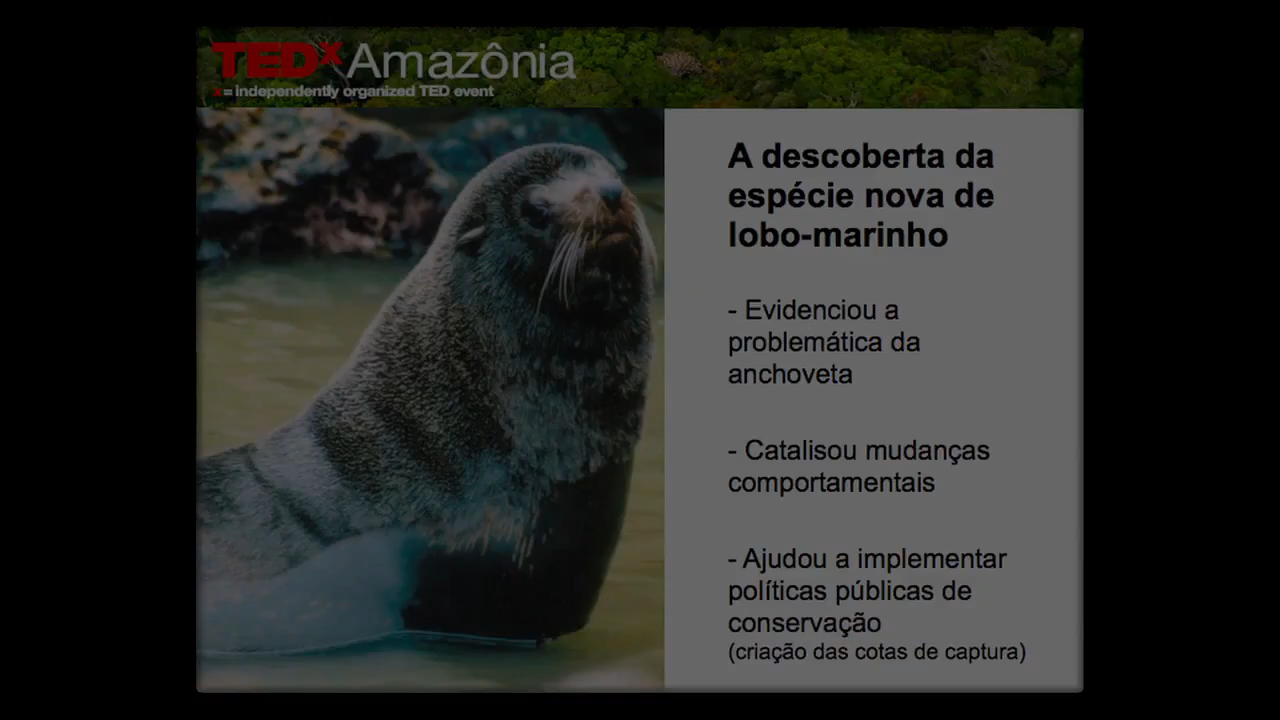 TEDxAmazônia
x = independently organized TED event
A descoberta da
espécie nova de
lobo-marinho
- Evidenciou a
problemática da
anchoveta
- Catalisou mudanças
comportamentais
- Ajudou a implementar
políticas públicas de
conservação
(criação das cotas de captura)